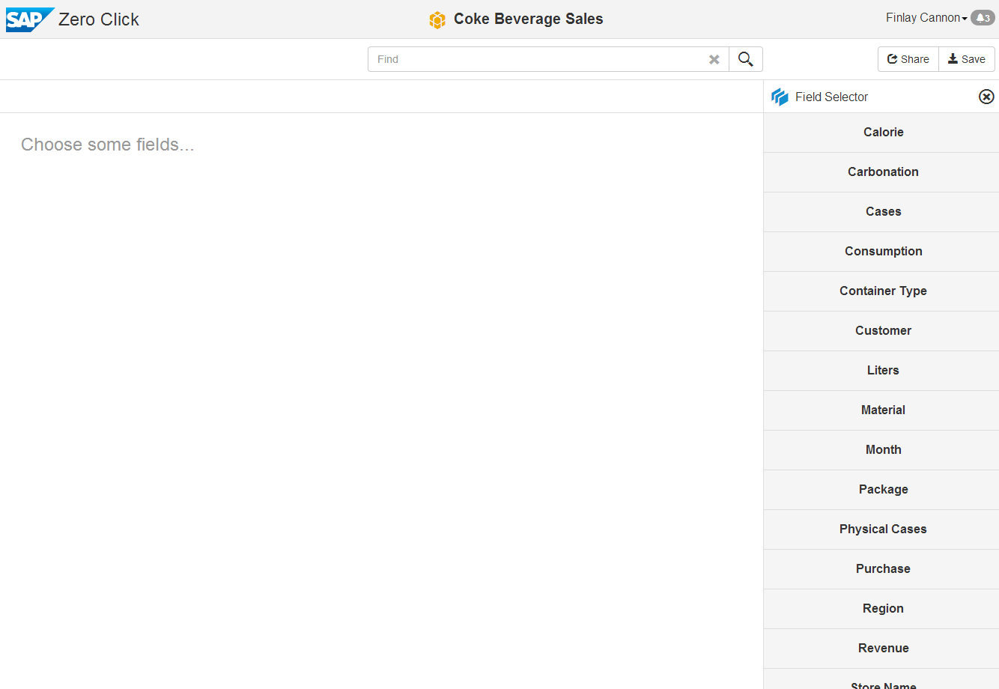 SAP Zero Click
Coke Beverage Sales
Finlay Cannon 3
Find
Share Save
Field Selector
Choose some fields...
Calorie
Carbonation
Cases
Consumption
Container Type
Customer
Liters
Material
Month
Package
Physical Cases
Purchase
Region
Revenue
Store Name